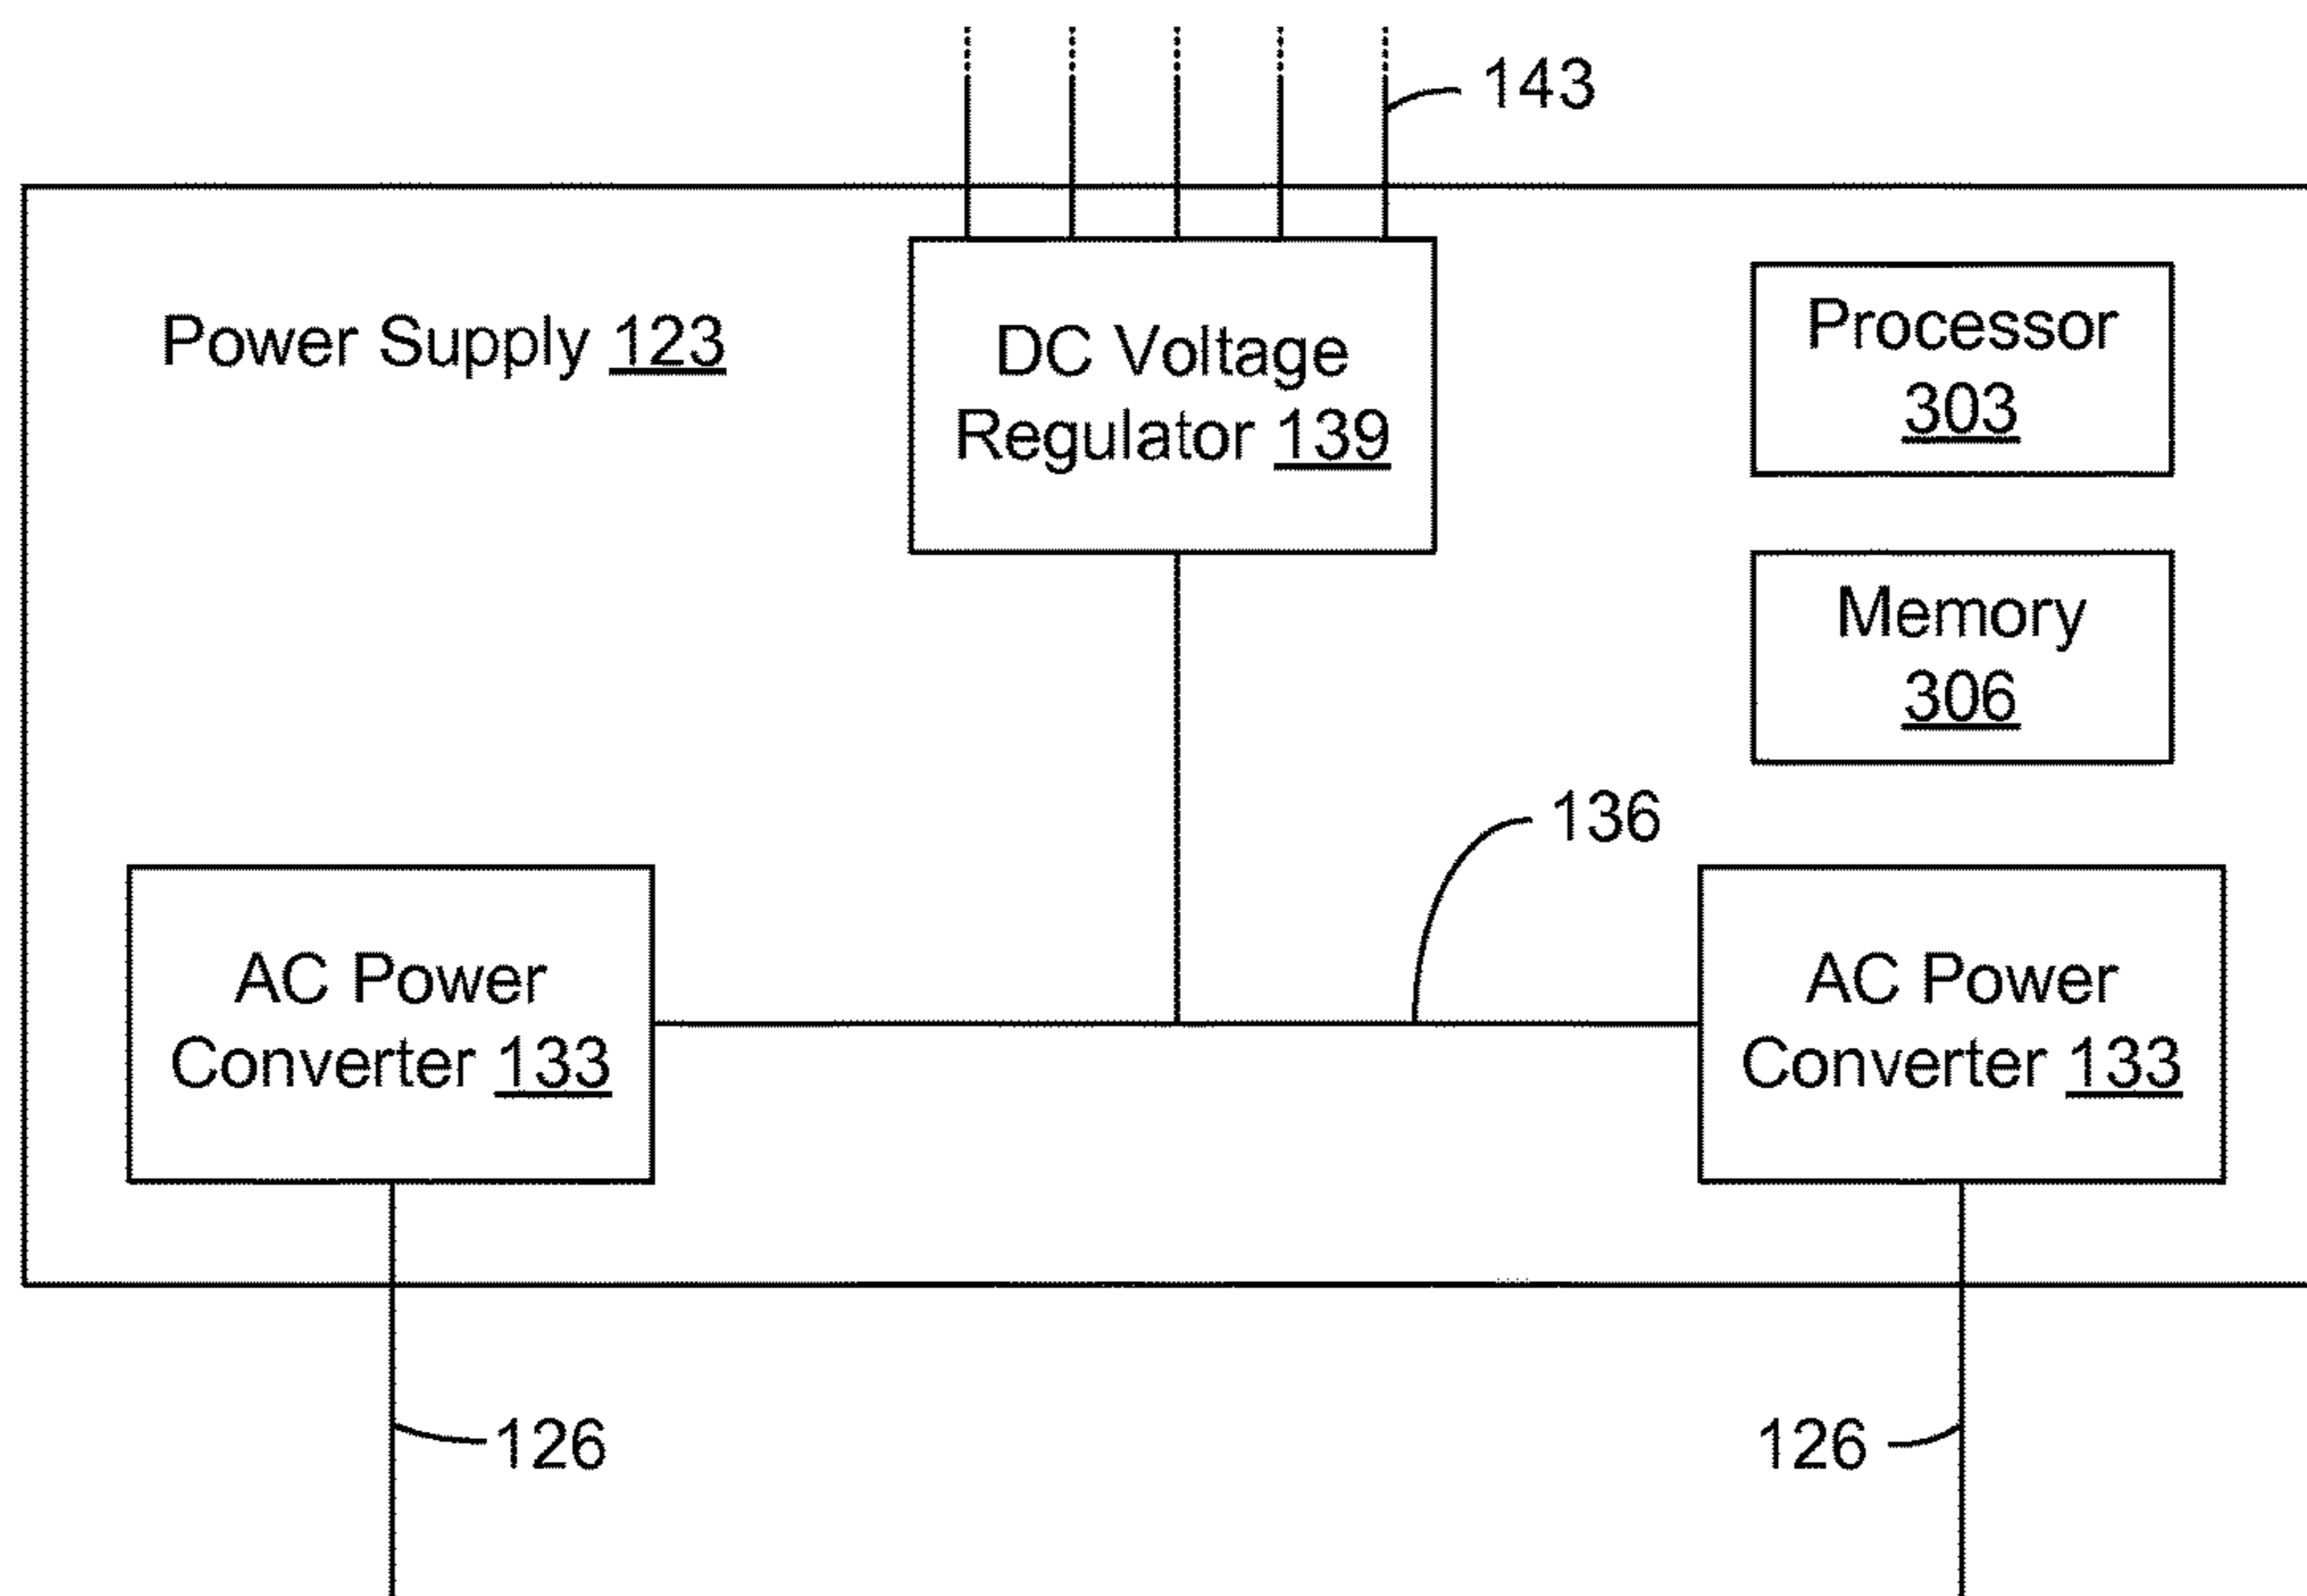 143
Power Supply 123
DC Voltage
Regulator 139
Processor
303
Memory
306
136
AC Power
Converter 133
AC Power
Converter 133
126
126